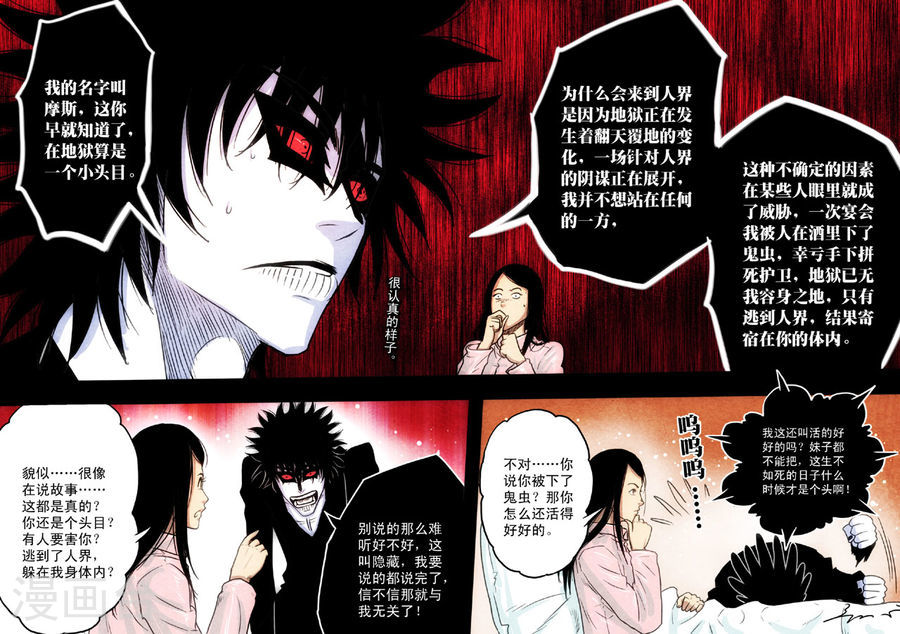 我的名字叫
摩斯，这你
早就知道了，
在地狱算是
一个小头目。
为什么会来到人界
是因为地狱正在发
生着翻天覆地的变
化，一场针对人界
的阴谋正在展开，
我并不想站在任何
的一方，
这种不确定的因素
在某些人眼里就成
了威胁，一次宴会
我被人在酒里下了
鬼虫，幸亏手下拼
死护卫，地狱已无
我容身之地，只有
逃到人界，结果寄
宿在你的体内。
很认真的样子。
貌似……很像
在说故事……
这都是真的？
你还是个头目？
有人要害你？
逃到了人界，
躲在我身体内？
别说的那么难
听好不好，这
叫隐藏，我要
说的都说完了，
信不信那就与
我无关了！
不对……你
说你被下了
鬼虫？那你
怎么还活得
好好的。
呜呜呜……
我这还叫活的好
好的吗？妹子都
不能把，这生不
如死的日子什么
时候才是个头啊！
漫画